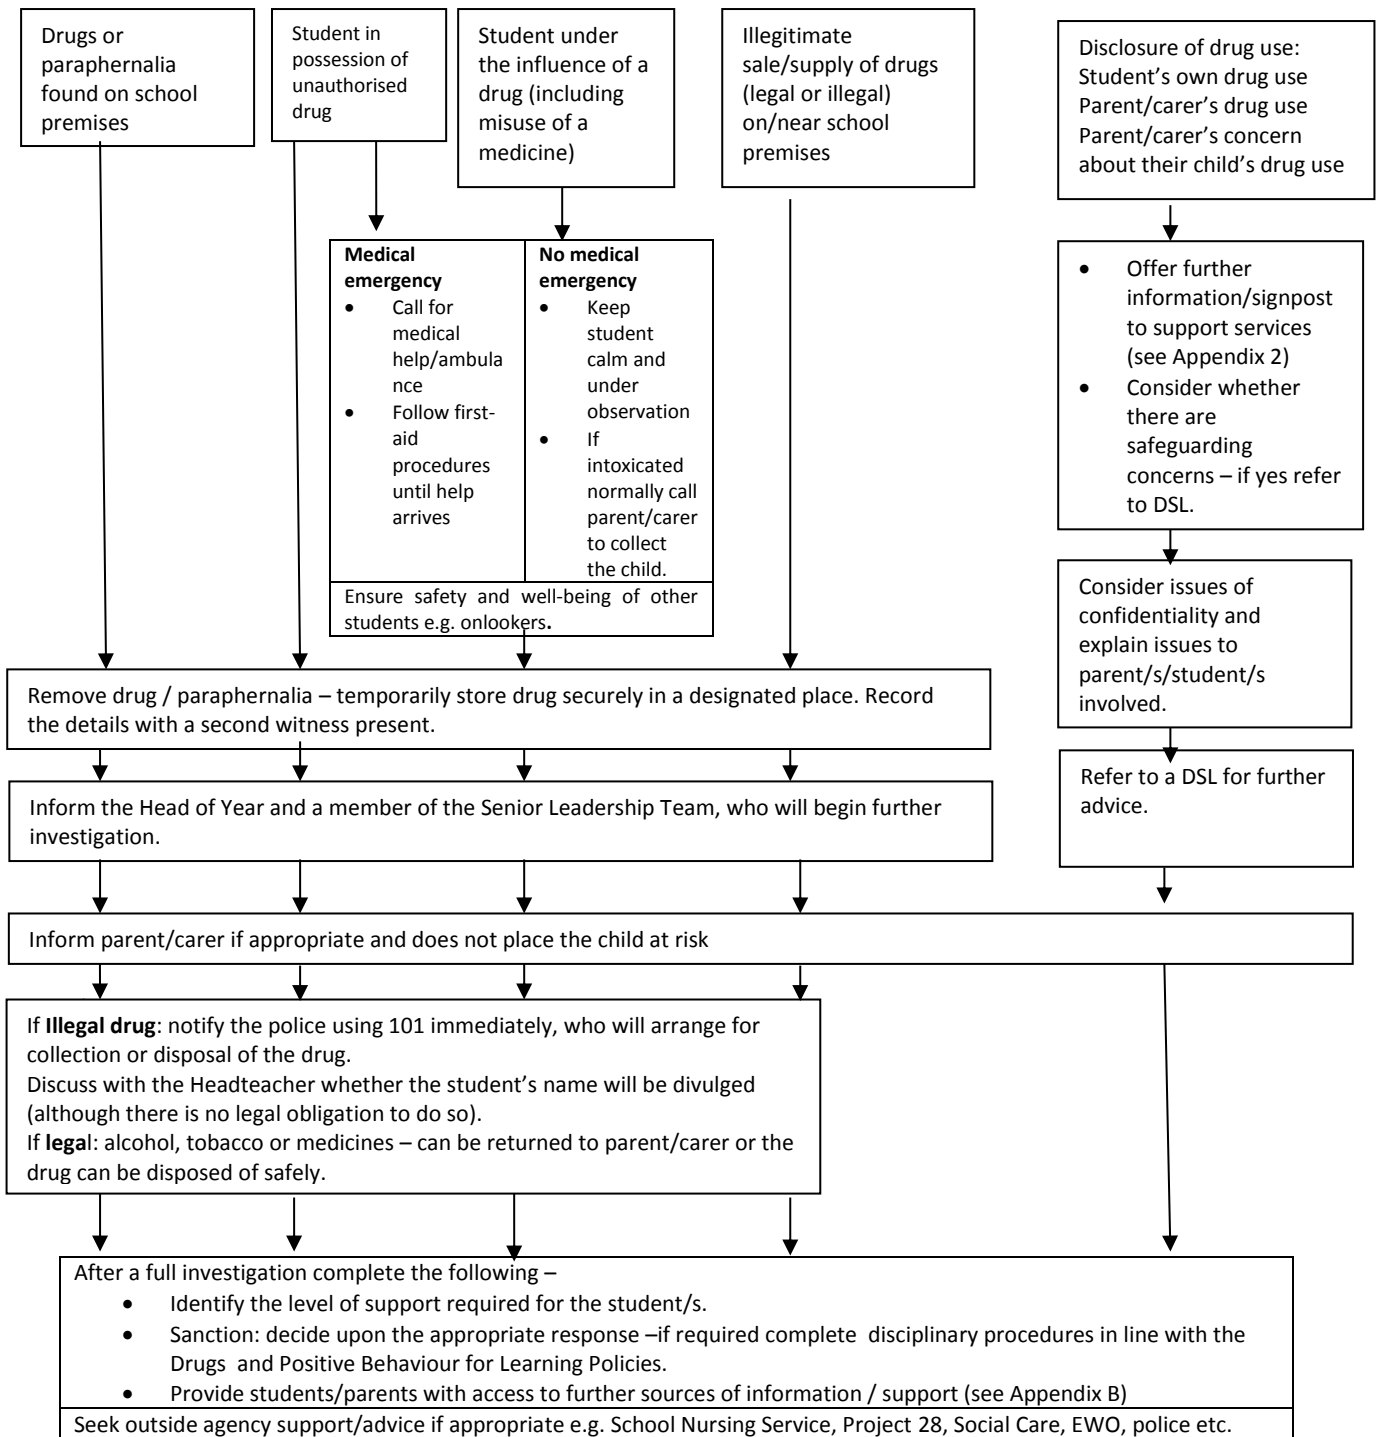 Drugs or
paraphernalia
found on school
premises
Student in
possession of
unauthorised
drug
Student under
the influence of a
drug (including
misuse of a
medicine)
Illegitimate
sale/supply of drugs
(legal or illegal)
on/near school
premises
Disclosure of drug use:
Student’s own drug use
Parent/carer’s drug use
Parent/carer’s concern
about their child’s drug use
Medical
emergency
• Call for
medical
help/ambula
nce
• Follow first-
aid
procedures
until help
arrives
No medical
emergency
• Keep
student
calm and
under
observation
• If
intoxicated
normally call
parent/carer
to collect
the child.
Ensure safety and well-being of other
students e.g. onlookers.
• Offer further
information/signpost
to support services
(see Appendix 2)
• Consider whether
there are
safeguarding
concerns – if yes refer
to DSL.
Consider issues of
confidentiality and
explain issues to
parent/s/student/s
involved.
Refer to a DSL for further
advice.
Remove drug / paraphernalia – temporarily store drug securely in a designated place. Record
the details with a second witness present.
Inform the Head of Year and a member of the Senior Leadership Team, who will begin further
investigation.
Inform parent/carer if appropriate and does not place the child at risk
If Illegal drug: notify the police using 101 immediately, who will arrange for
collection or disposal of the drug.
Discuss with the Headteacher whether the student’s name will be divulged
(although there is no legal obligation to do so).
If legal: alcohol, tobacco or medicines – can be returned to parent/carer or the
drug can be disposed of safely.
After a full investigation complete the following –
• Identify the level of support required for the student/s.
• Sanction: decide upon the appropriate response –if required complete disciplinary procedures in line with the
Drugs and Positive Behaviour for Learning Policies.
• Provide students/parents with access to further sources of information / support (see Appendix B)
Seek outside agency support/advice if appropriate e.g. School Nursing Service, Project 28, Social Care, EWO, police etc.